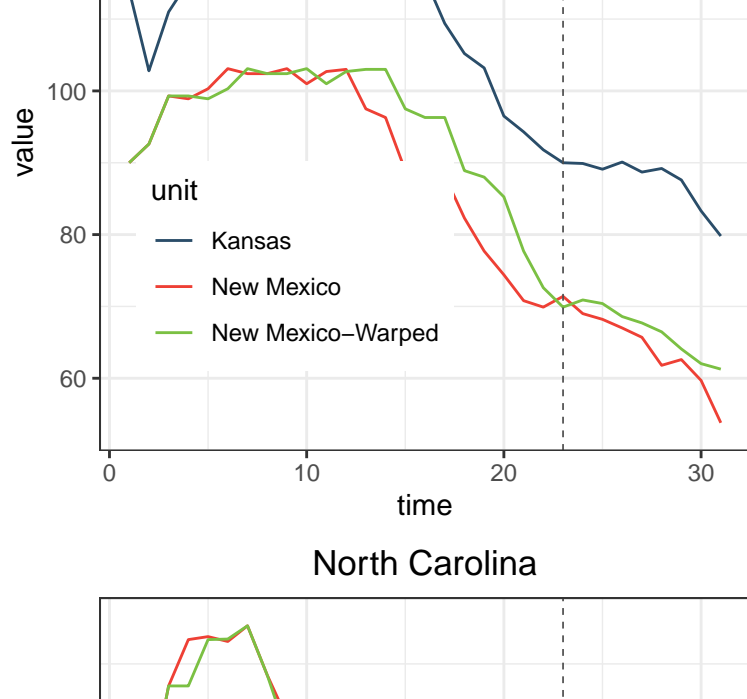 value
100
80
60
unit
Kansas
New Mexico
New Mexico−Warped
0 10 20 30
time
North Carolina